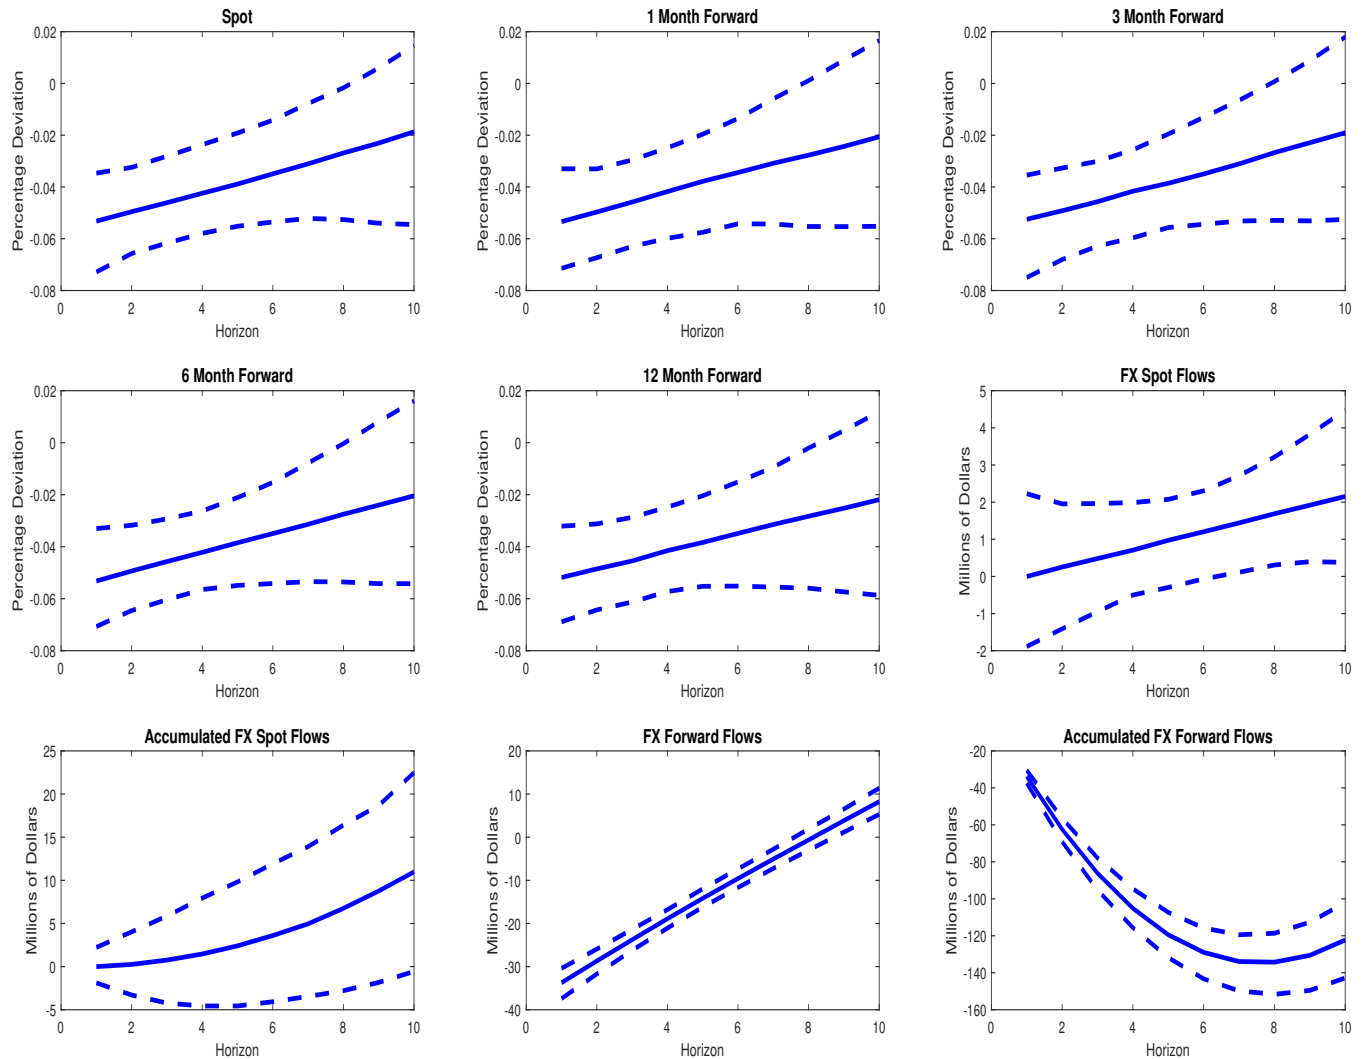 Spot
0.02
0
-0.02
-0.04
-0.06
-0.08
Percentage Deviation
0 2 4 6 8 10
Horizon
1 Month Forward
0.02
0
-0.02
-0.04
-0.06
-0.08
Percentage Deviation
0 2 4 6 8 10
Horizon
3 Month Forward
0.02
0
-0.02
-0.04
-0.06
-0.08
Percentage Deviation
0 2 4 6 8 10
Horizon
6 Month Forward
0.02
0
-0.02
-0.04
-0.06
-0.08
Percentage Deviation
0 2 4 6 8 10
Horizon
12 Month Forward
0.02
0
-0.02
-0.04
-0.06
-0.08
Percentage Deviation
0 2 4 6 8 10
Horizon
FX Spot Flows
5
4
3
2
1
0
-1
-2
Millions of Dollars
0 2 4 6 8 10
Horizon
Accumulated FX Spot Flows
25
20
15
10
5
0
-5
Millions of Dollars
0 2 4 6 8 10
Horizon
FX Forward Flows
20
10
0
-10
-20
-30
-40
Millions of Dollars
0 2 4 6 8 10
Horizon
Accumulated FX Forward Flows
-20
-40
-60
-80
-100
-120
-140
-160
Millions of Dollars
0 2 4 6 8 10
Horizon